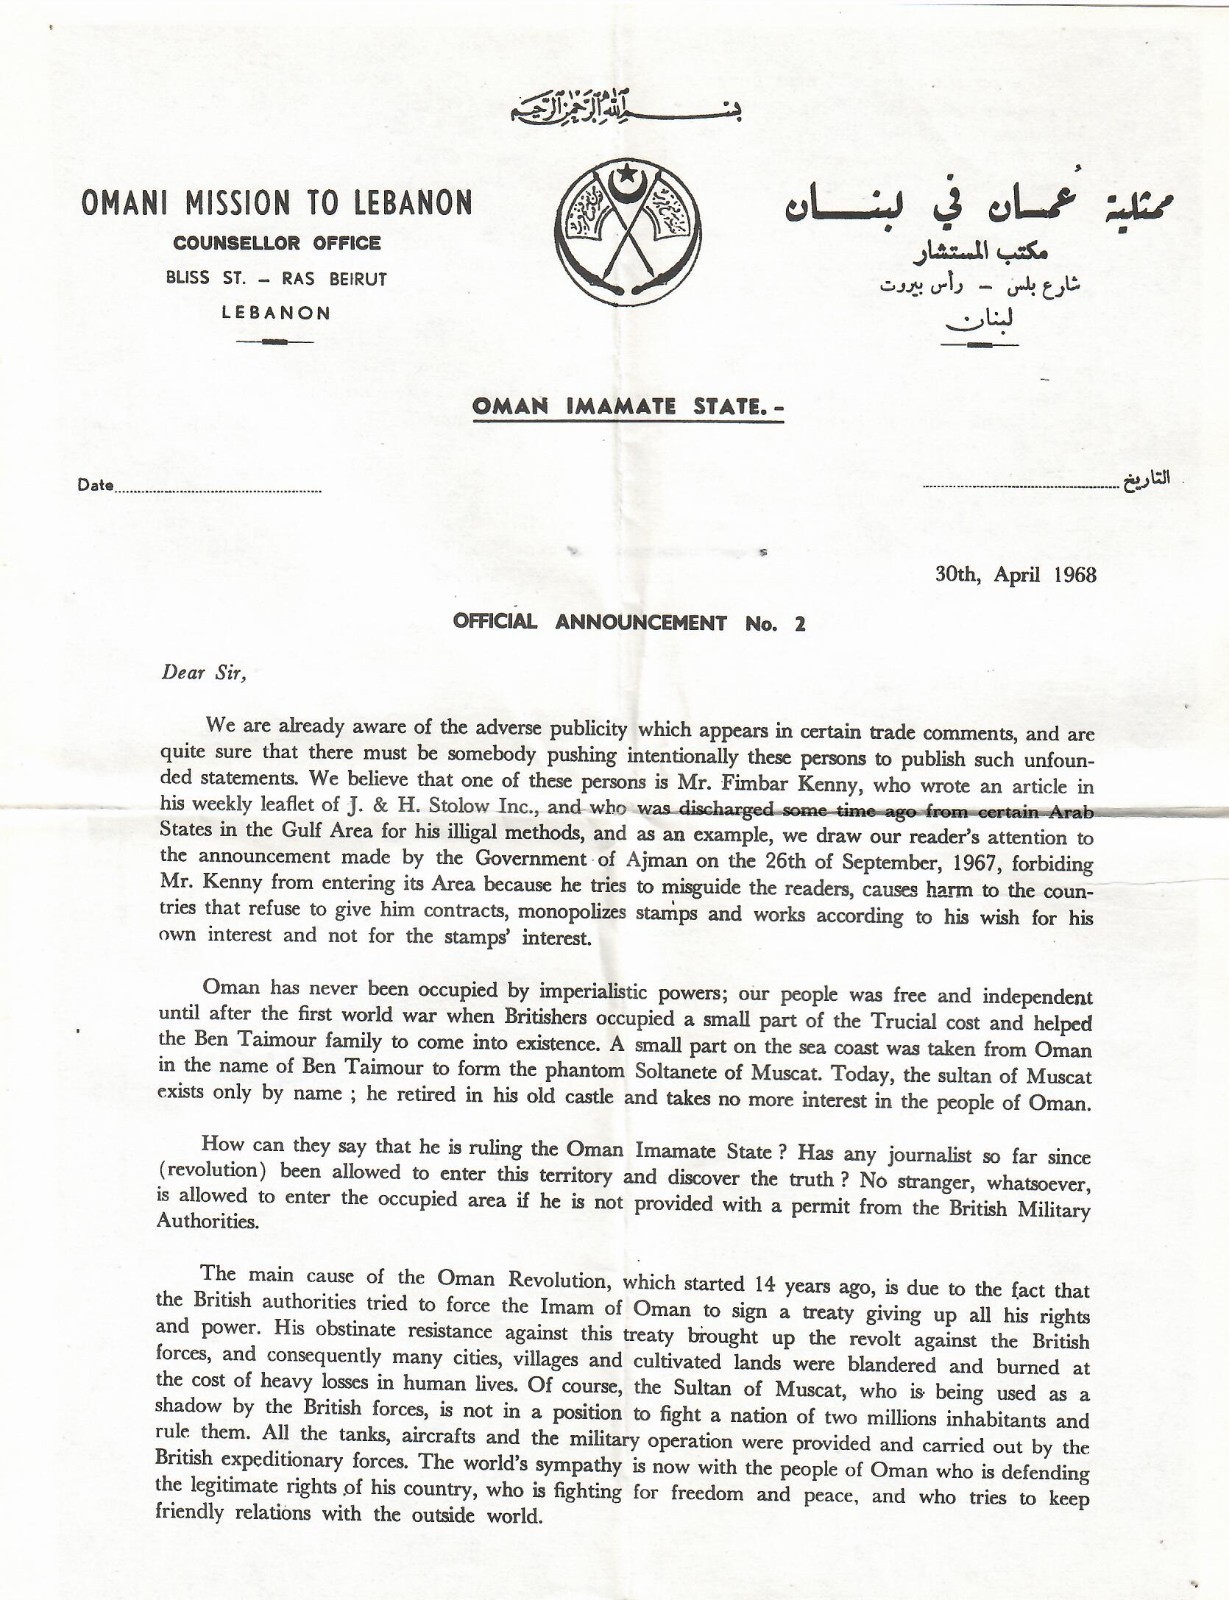 بسم الله الرحمن الرحيم
OMANI MISSION TO LEBANON
COUNSELLOR OFFICE
BLISS ST. – RAS BEIRUT
LEBANON
ممثلية عُمان في لبنان
مكتب المستشار
شارع بلس – رأس بيروت
لبنان
OMAN IMAMATE STATE. -
Date
التاريخ
30th, April 1968
OFFICIAL ANNOUNCEMENT No. 2
Dear Sir,
We are already aware of the adverse publicity which appears in certain trade comments, and are
quite sure that there must be somebody pushing intentionally these persons to publish such unfoun-
ded statements. We believe that one of these persons is Mr. Fimbar Kenny, who wrote an article in
his weekly leaflet of J. & H. Stolow Inc., and who was discharged some time ago from certain Arab
States in the Gulf Area for his illigal methods, and as an example, we draw our reader's attention to
the announcement made by the Government of Ajman on the 26th of September, 1967, forbiding
Mr. Kenny from entering its Area because he tries to misguide the readers, causes harm to the coun-
tries that refuse to give him contracts, monopolizes stamps and works according to his wish for his
own interest and not for the stamps' interest.
Oman has never been occupied by imperialistic powers; our people was free and independent
until after the first world war when Britishers occupied a small part of the Trucial cost and helped
the Ben Taimour family to come into existence. A small part on the sea coast was taken from Oman
in the name of Ben Taimour to form the phantom Soltanete of Muscat. Today, the sultan of Muscat
exists only by name ; he retired in his old castle and takes no more interest in the people of Oman.
How can they say that he is ruling the Oman Imamate State ? Has any journalist so far since
(revolution) been allowed to enter this territory and discover the truth ? No stranger, whatsoever,
is allowed to enter the occupied area if he is not provided with a permit from the British Military
Authorities.
The main cause of the Oman Revolution, which started 14 years ago, is due to the fact that
the British authorities tried to force the Imam of Oman to sign a treaty giving up all his rights
and power. His obstinate resistance against this treaty brought up the revolt against the British
forces, and consequently many cities, villages and cultivated lands were blandered and burned at
the cost of heavy losses in human lives. Of course, the Sultan of Muscat, who is being used as a
shadow by the British forces, is not in a position to fight a nation of two millions inhabitants and
rule them. All the tanks, aircrafts and the military operation were provided and carried out by the
British expeditionary forces. The world's sympathy is now with the people of Oman who is defending
the legitimate rights of his country, who is fighting for freedom and peace, and who tries to keep
friendly relations with the outside world.